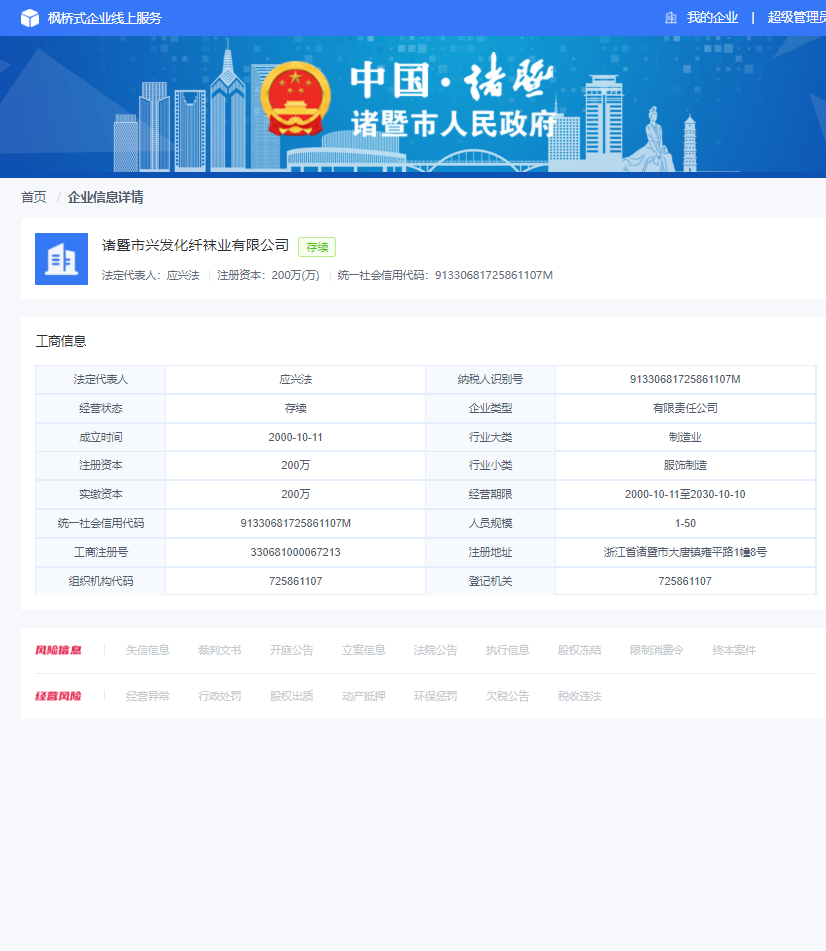 枫桥式企业线上服务 我的企业 | 超级管理员
中国·诸暨
诸暨市人民政府
首页 / 企业信息详情
诸暨市兴发化纤袜业有限公司 存续
法定代表人：应兴法 注册资本：200万(万) 统一社会信用代码：91330681725861107M
工商信息
法定代表人 应兴法 纳税人识别号 91330681725861107M
经营状态 存续 企业类型 有限责任公司
成立时间 2000-10-11 行业大类 制造业
注册资本 200万 行业小类 服饰制造
实缴资本 200万 经营期限 2000-10-11至2030-10-10
统一社会信用代码 91330681725861107M 人员规模 1-50
工商注册号 330681000067213 注册地址 浙江省诸暨市大唐镇雍平路1幢8号
组织机构代码 725861107 登记机关 725861107
风险信息 失信信息 裁判文书 开庭公告 立案信息 法院公告 执行信息 股权冻结 限制消费令 终本案件
经营风险 经营异常 行政处罚 股权出质 动产抵押 环保惩罚 欠税公告 税收违法